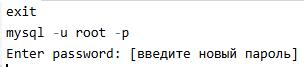 exit
mysql -u root -p
Enter password: [введите новый пароль]